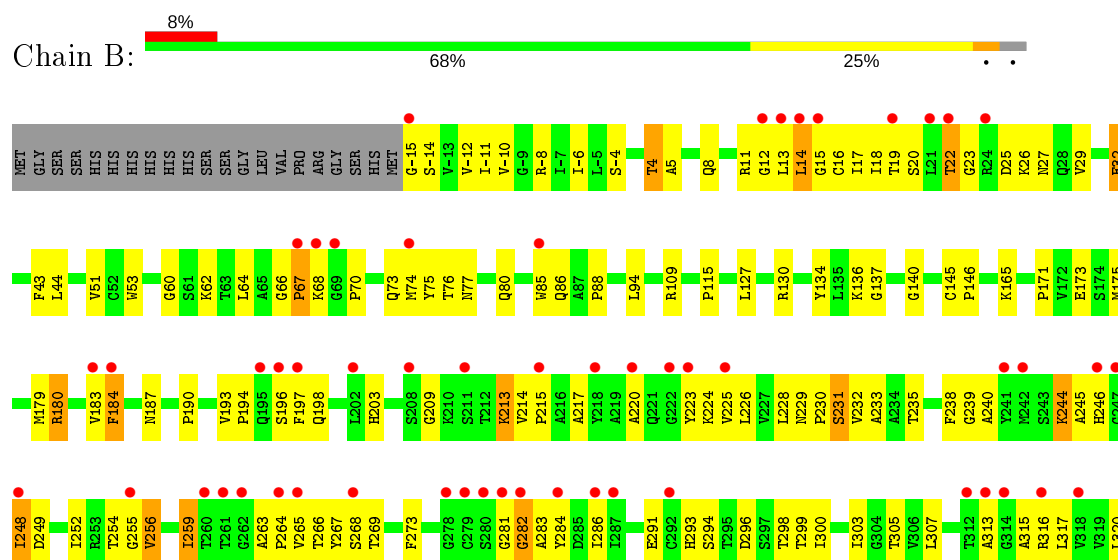 8%
Chain B:
68% 25% • •
MET GLY SER SER HIS HIS HIS HIS HIS HIS SER SER GLY LEU VAL PRO ARG GLY SER HIS MET G-15 S-14 V-13 V-12 I-11 V-10 G-9 R-8 I-7 I-6 L-5 S-4 T4 A5 Q8 R11 G12 L13 L14 G15 C16 I17 I18 T19 S20 L21 T22 G23 R24 D25 K26 N27 Q28 V29
F43 L44 V51 C52 W53 G60 S61 K62 T63 L64 A65 G66 P67 K68 G69 P70 Q73 M74 Y75 T76 N77 Q80 W85 Q86 A87 P88 L94 R109 P115 L127 R130 Y134 L135 K136 G137 G140 C145 P146 K165 P171 V172 E173 S174 M175
M179 R180 V183 F184 N187 P190 V193 P194 Q195 S196 F197 Q198 L202 H203 S208 G209 K210 S211 T212 K213 V214 P215 A216 A217 Y218 A219 A220 Q221 G222 Y223 K224 V225 L226 V227 L228 N229 P230 S231 V232 A233 A234 T235 F238 G239 A240 Y241 M242 S243 K244 A245 H246 G247
I248 D249 I252 R253 T254 G255 V256 I259 T260 T261 G262 A263 P264 V265 T266 Y267 S268 T269 F273 G278 C279 S280 G281 G282 A283 Y284 D285 I286 I287 E291 C292 H293 S294 T295 D296 S297 T298 T299 I300 I303 G304 T305 V306 L307 T312 A313 G314 A315 R316 L317 V318 V319